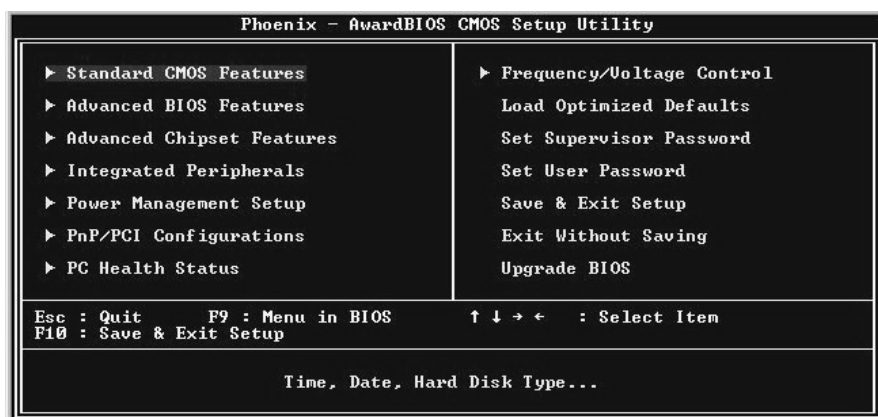 Phoenix – AwardBIOS CMOS Setup Utility
▶ Standard CMOS Features
▶ Advanced BIOS Features
▶ Advanced Chipset Features
▶ Integrated Peripherals
▶ Power Management Setup
▶ PnP/PCI Configurations
▶ PC Health Status
▶ Frequency/Voltage Control
Load Optimized Defaults
Set Supervisor Password
Set User Password
Save & Exit Setup
Exit Without Saving
Upgrade BIOS
Esc : Quit F9 : Menu in BIOS ↑ ↓ → ← : Select Item
F10 : Save & Exit Setup
Time, Date, Hard Disk Type...